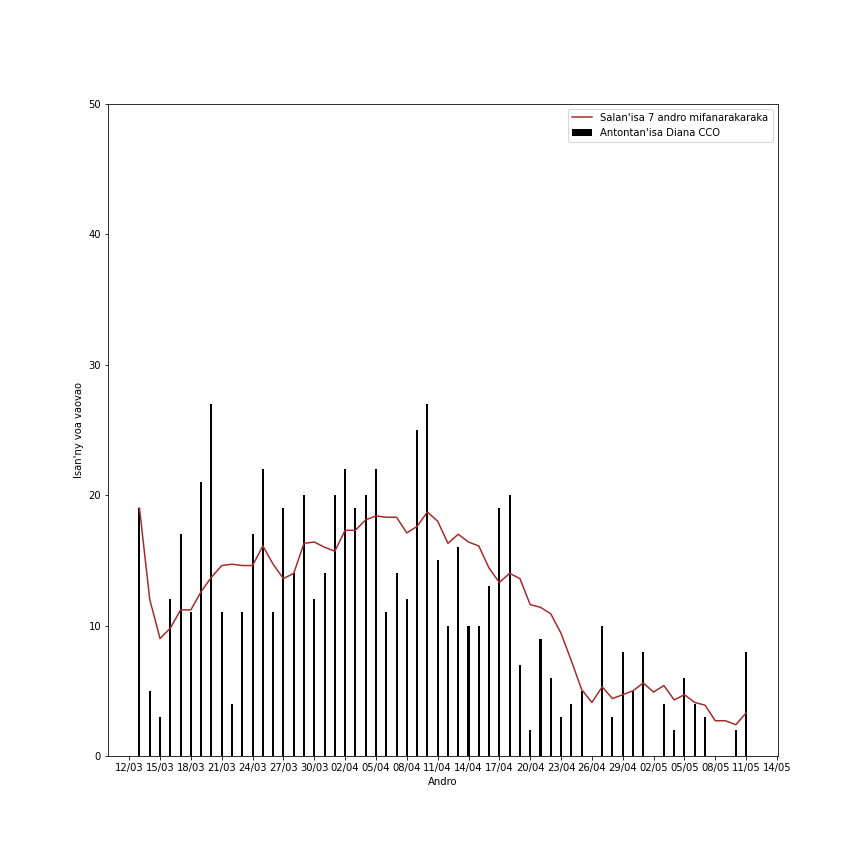 50
40
30
20
10
0
Isan'ny voa vaovao
Salan'isa 7 andro mifanarakaraka
Antontan'isa Diana CCO
12/03 15/03 18/03 21/03 24/03 27/03 30/03 02/04 05/04 08/04 11/04 14/04 17/04 20/04 23/04 26/04 29/04 02/05 05/05 08/05 11/05 14/05
Andro